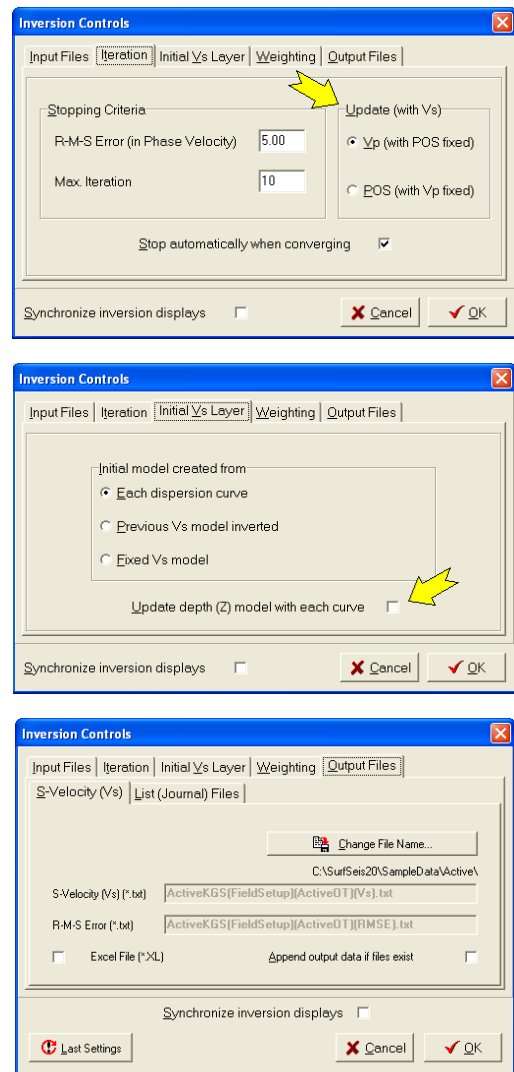 Inversion Controls
Input Files Iteration Initial Vs Layer Weighting Output Files
Stopping Criteria
R-M-S Error (in Phase Velocity) 5.00
Max. Iteration 10
Update (with Vs)
Vp (with POS fixed)
POS (with Vp fixed)
Stop automatically when converging
Synchronize inversion displays Cancel OK
Inversion Controls
Input Files Iteration Initial Vs Layer Weighting Output Files
Initial model created from
Each dispersion curve
Previous Vs model inverted
Fixed Vs model
Update depth (Z) model with each curve
Synchronize inversion displays Cancel OK
Inversion Controls
Input Files Iteration Initial Vs Layer Weighting Output Files
S-Velocity (Vs) List (Journal) Files
Change File Name...
C:\SurfSeis20\SampleData\Active\
S-Velocity (Vs) (*.txt) ActiveKGS(FieldSetup)(ActiveOT)(Vs).txt
R-M-S Error (*.txt) ActiveKGS(FieldSetup)(ActiveOT)(RMSE).txt
Excel File (*.XL) Append output data if files exist
Synchronize inversion displays
Last Settings Cancel OK